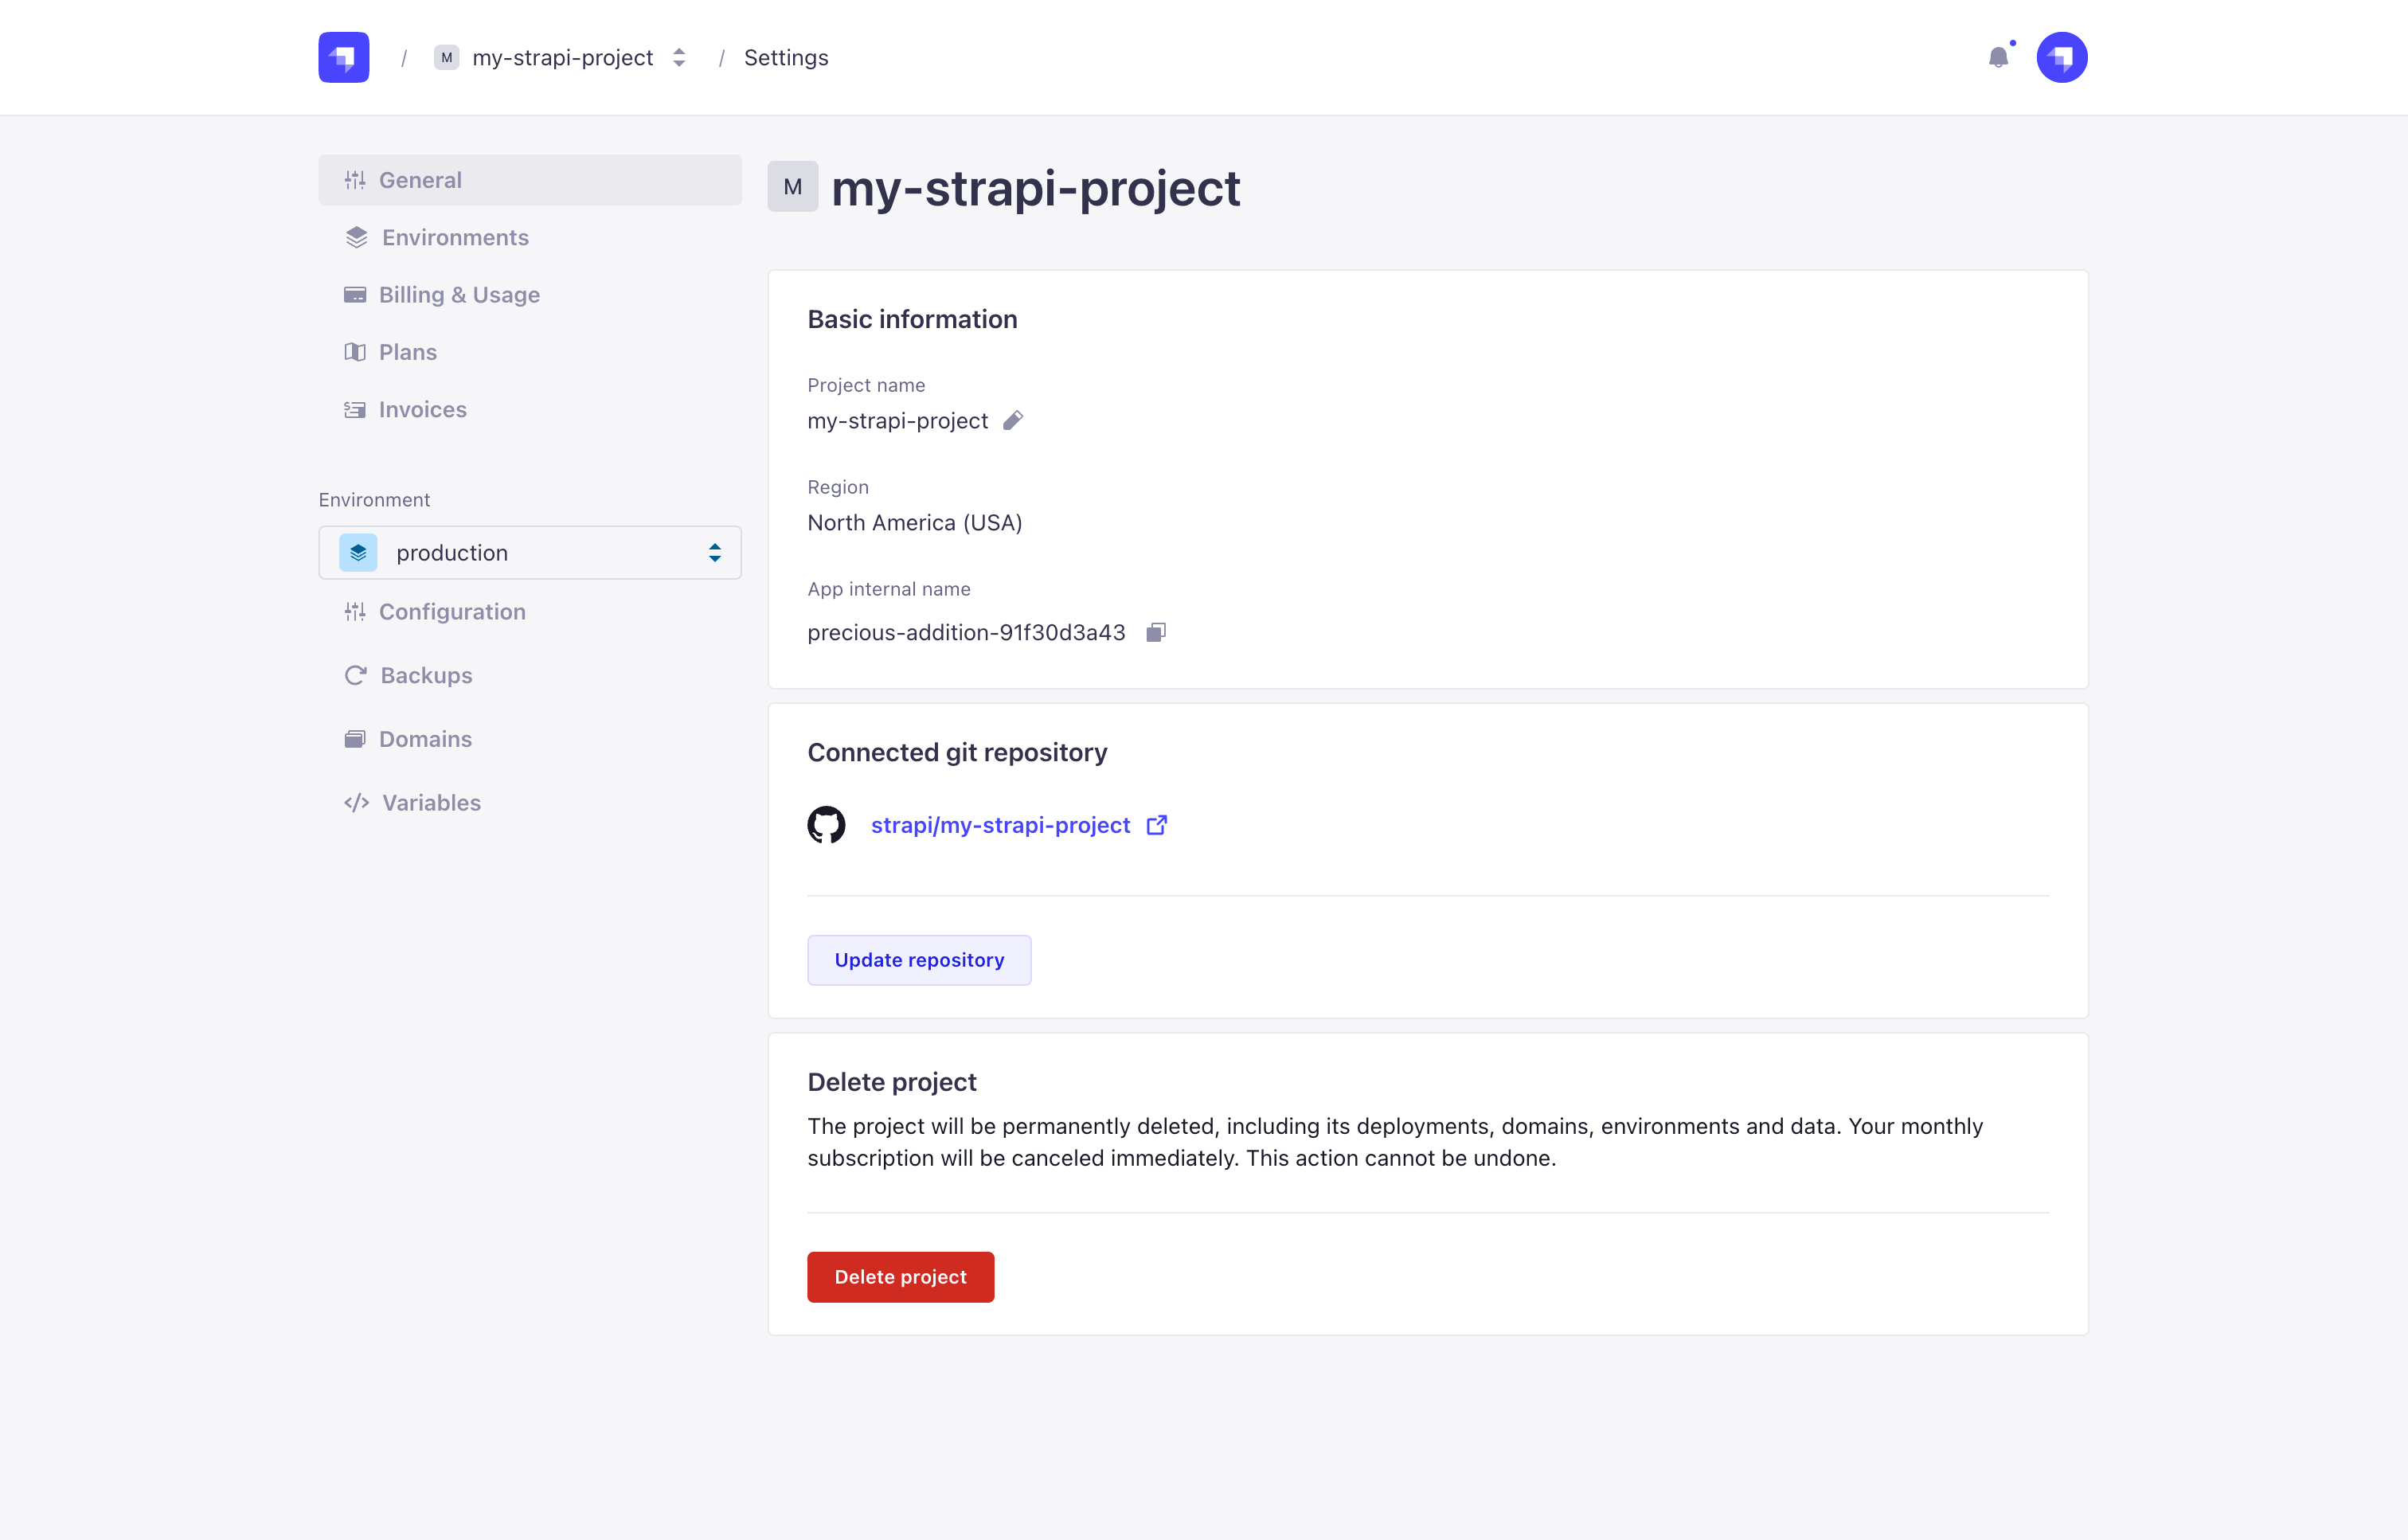 / M my-strapi-project / Settings
General
Environments
Billing & Usage
Plans
Invoices
Environment
production
Configuration
Backups
Domains
Variables
M my-strapi-project
Basic information
Project name
my-strapi-project
Region
North America (USA)
App internal name
precious-addition-91f30d3a43
Connected git repository
strapi/my-strapi-project
Update repository
Delete project
The project will be permanently deleted, including its deployments, domains, environments and data. Your monthly
subscription will be canceled immediately. This action cannot be undone.
Delete project